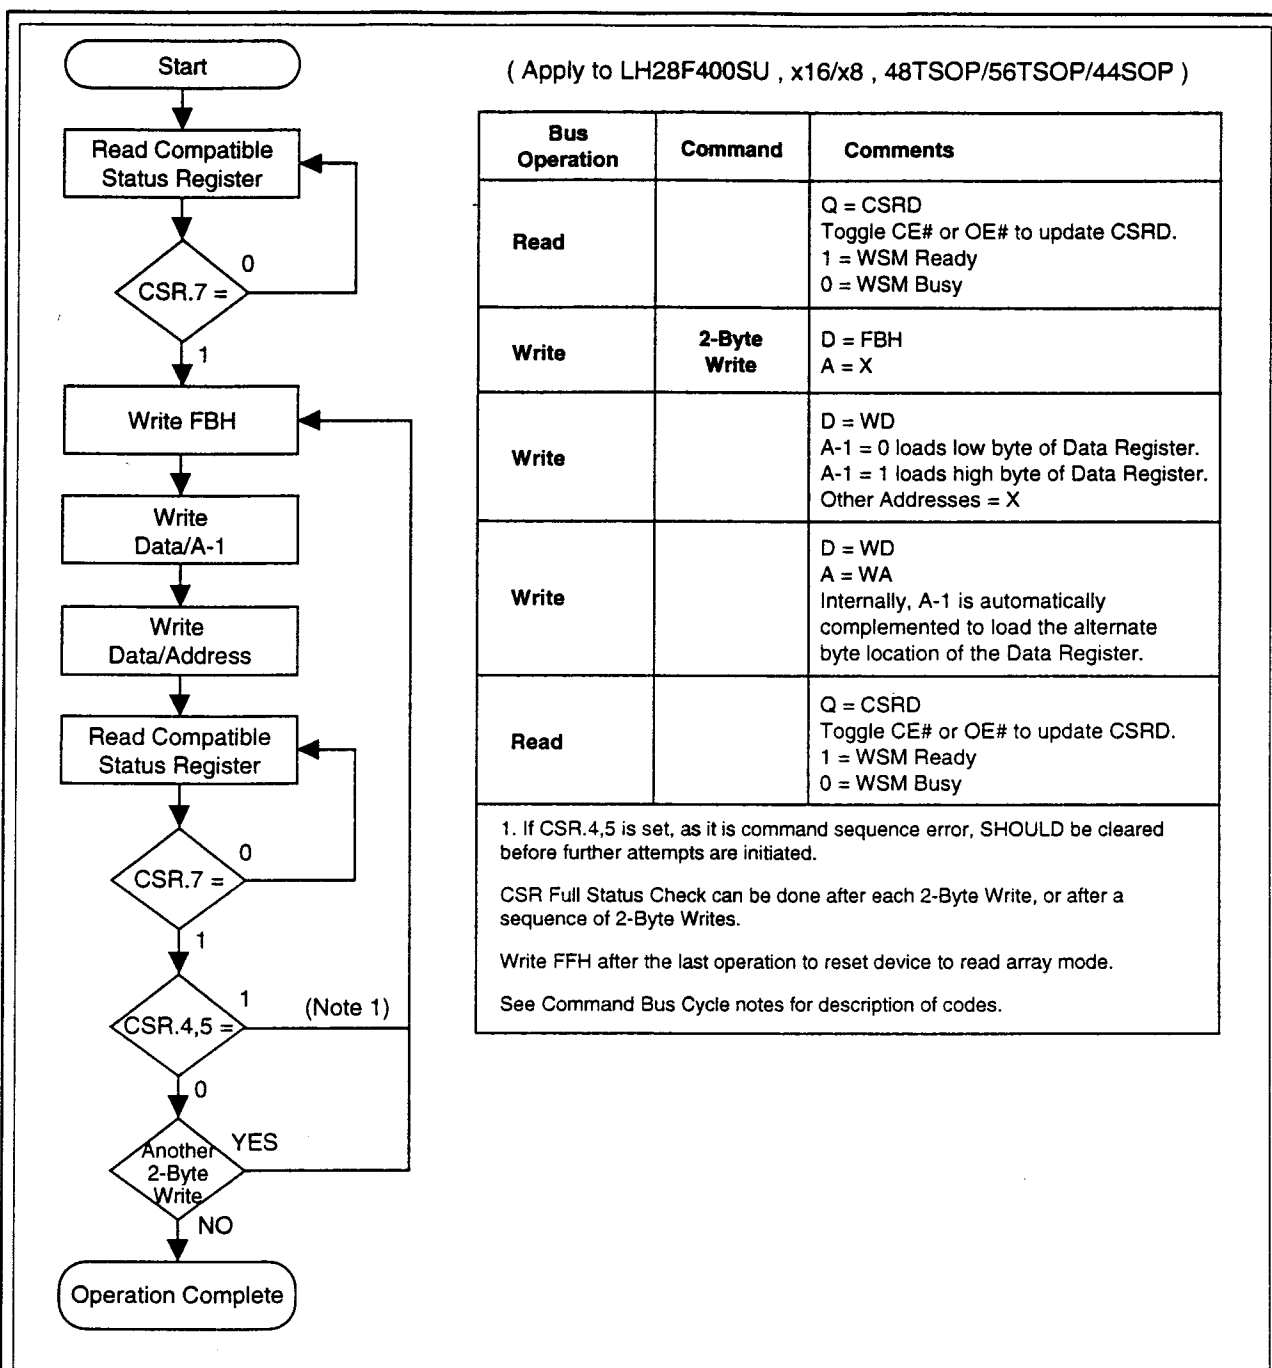 Start
Read Compatible
Status Register
0
CSR.7 =
1
Write FBH
Write
Data/A-1
Write
Data/Address
Read Compatible
Status Register
0
CSR.7 =
1
1
(Note 1)
CSR.4,5 =
0
YES
Another
2-Byte
Write
NO
Operation Complete
( Apply to LH28F400SU , x16/x8 , 48TSOP/56TSOP/44SOP )
Bus
Operation
Command
Comments
Read
Q = CSRD
Toggle CE# or OE# to update CSRD.
1 = WSM Ready
0 = WSM Busy
Write
2-Byte
Write
D = FBH
A = X
Write
D = WD
A-1 = 0 loads low byte of Data Register.
A-1 = 1 loads high byte of Data Register.
Other Addresses = X
Write
D = WD
A = WA
Internally, A-1 is automatically
complemented to load the alternate
byte location of the Data Register.
Read
Q = CSRD
Toggle CE# or OE# to update CSRD.
1 = WSM Ready
0 = WSM Busy
1. If CSR.4,5 is set, as it is command sequence error, SHOULD be cleared
before further attempts are initiated.
CSR Full Status Check can be done after each 2-Byte Write, or after a
sequence of 2-Byte Writes.
Write FFH after the last operation to reset device to read array mode.
See Command Bus Cycle notes for description of codes.